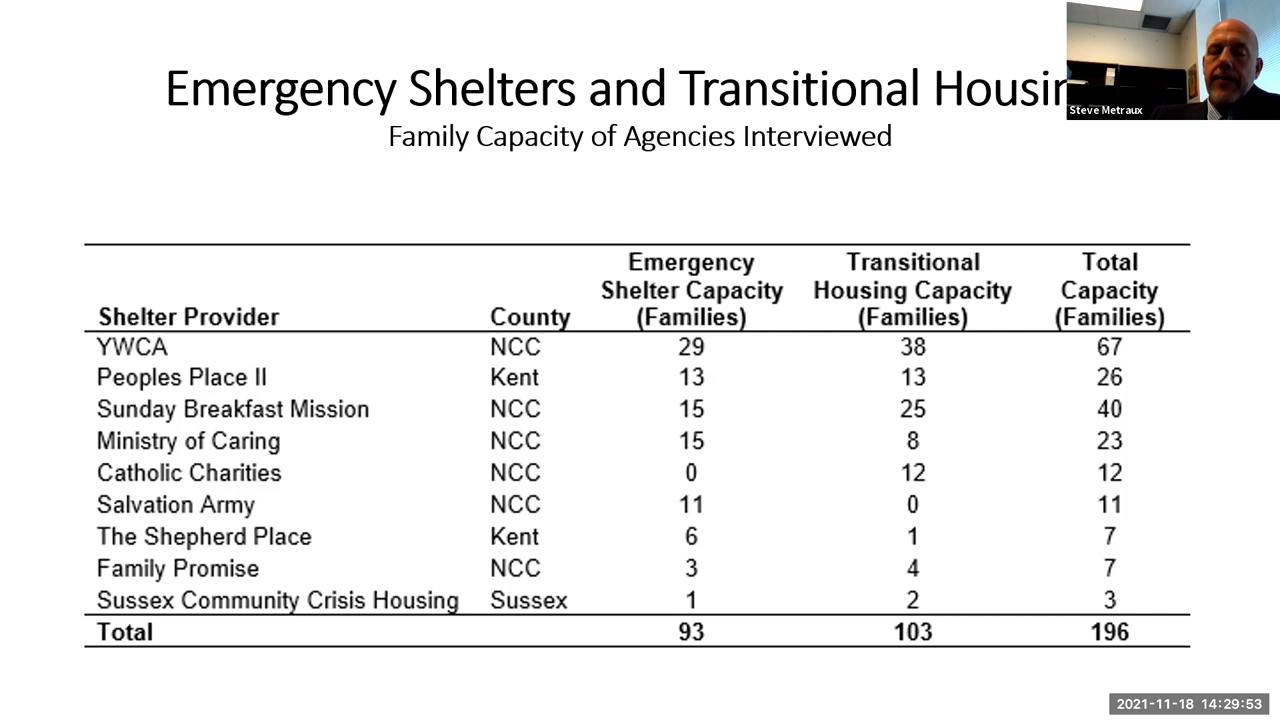 Emergency Shelters and Transitional Housin
Steve Metraux
Family Capacity of Agencies Interviewed
Emergency Transitional Total
Shelter Capacity Housing Capacity Capacity
Shelter Provider County (Families) (Families) (Families)
YWCA NCC 29 38 67
Peoples Place II Kent 13 13 26
Sunday Breakfast Mission NCC 15 25 40
Ministry of Caring NCC 15 8 23
Catholic Charities NCC 0 12 12
Salvation Army NCC 11 0 11
The Shepherd Place Kent 6 1 7
Family Promise NCC 3 4 7
Sussex Community Crisis Housing Sussex 1 2 3
Total 93 103 196
2021-11-18 14:29:53